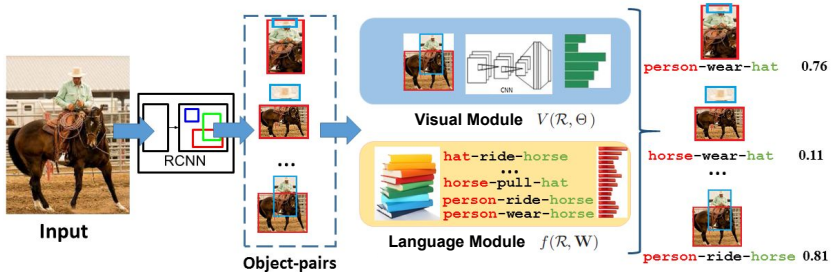 Input
RCNN
...
Object-pairs
CNN
Visual Module V(R, Θ)
hat-ride-horse
...
horse-pull-hat
person-ride-horse
person-wear-horse
Language Module f(R, W)
person-wear-hat 0.76
horse-wear-hat 0.11
...
person-ride-horse 0.81